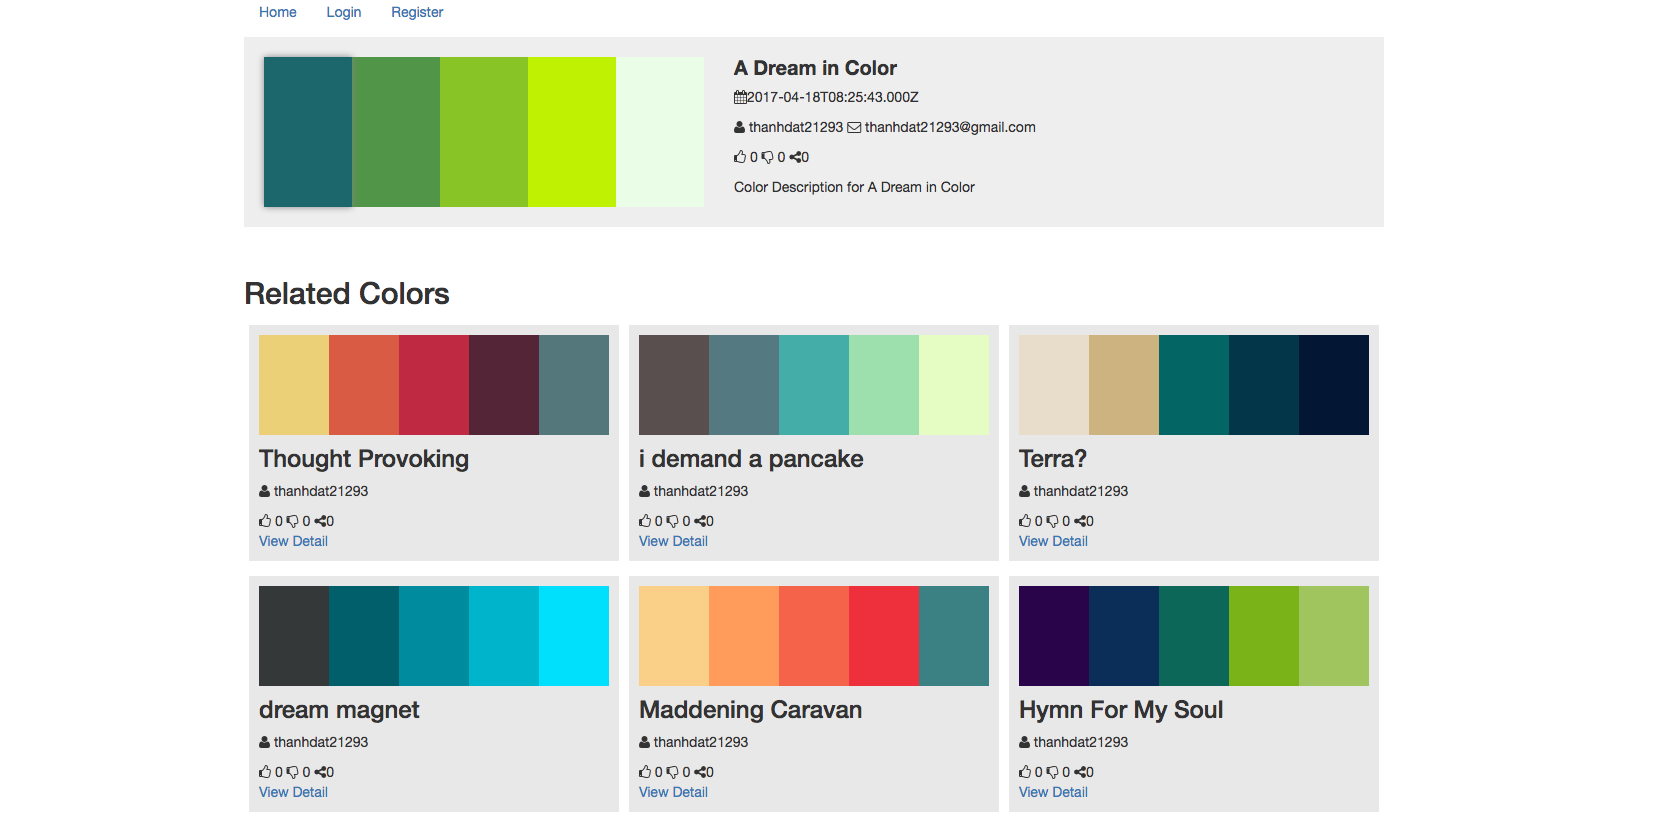 Home Login Register
A Dream in Color
2017-04-18T08:25:43.000Z
thanhdat21293 thanhdat21293@gmail.com
0 0 0
Color Description for A Dream in Color
Related Colors
Thought Provoking
thanhdat21293
0 0 0
View Detail
i demand a pancake
thanhdat21293
0 0 0
View Detail
Terra?
thanhdat21293
0 0 0
View Detail
dream magnet
thanhdat21293
0 0 0
View Detail
Maddening Caravan
thanhdat21293
0 0 0
View Detail
Hymn For My Soul
thanhdat21293
0 0 0
View Detail